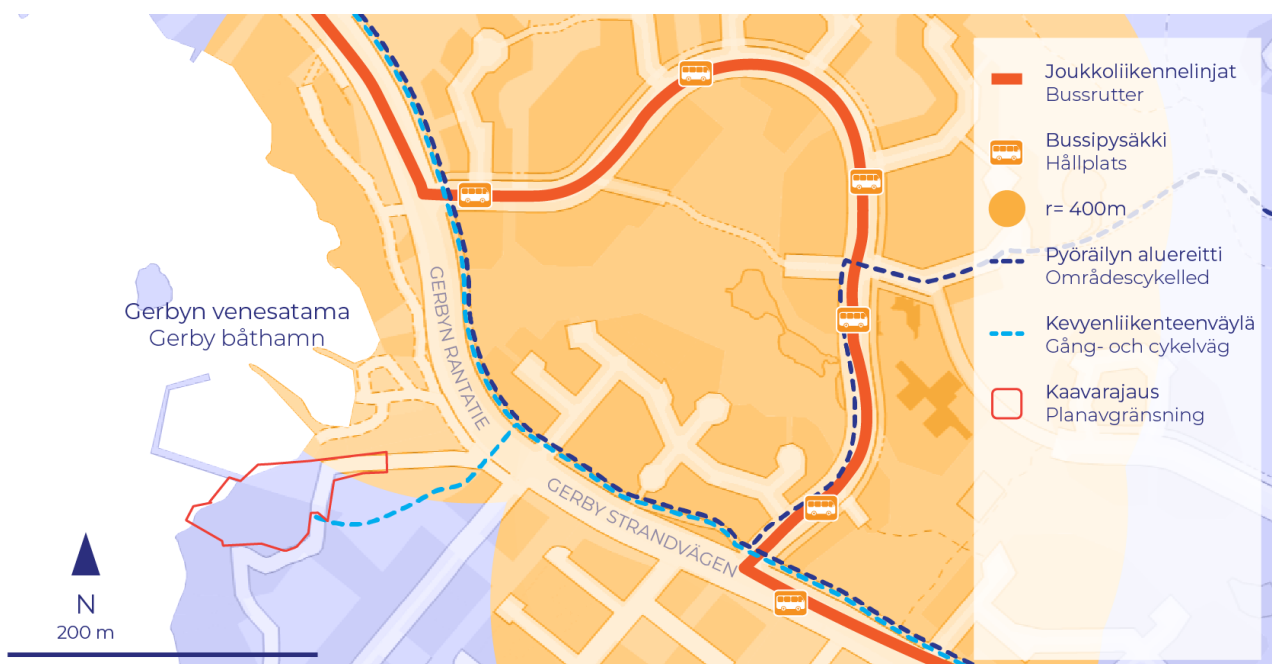 Joukkoliikennelinjat
Bussrutter
Bussipysäkki
Hållplats
r= 400m
Pyöräilyn aluereitti
Områdescykelled
Kevyenliikenteenväylä
Gång- och cykelväg
Kaavarajaus
Planavgränsning
GERBYN RANTATIE
Gerbyn venesatama
Gerby båthamn
GERBY STRANDVÄGEN
N
200 m